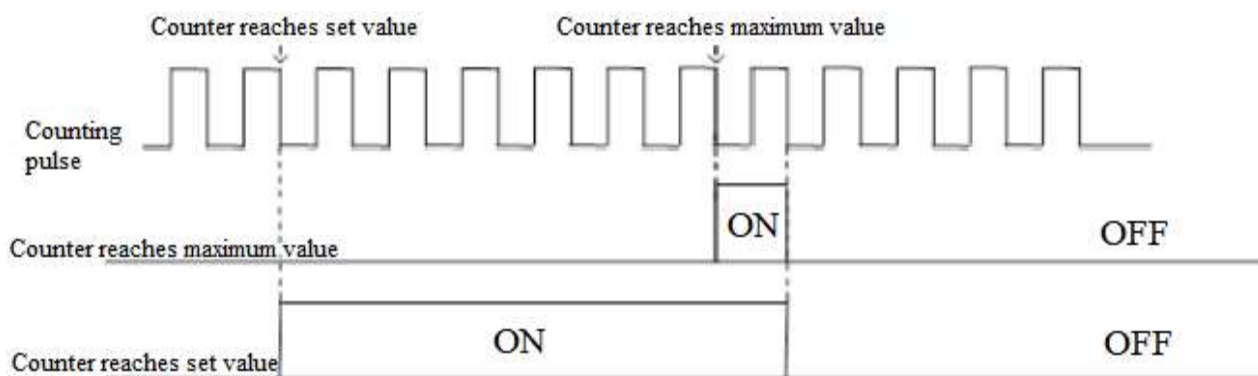 Counter reaches set value
Counter reaches maximum value
Counting
pulse
ON
OFF
Counter reaches maximum value
ON
OFF
Counter reaches set value